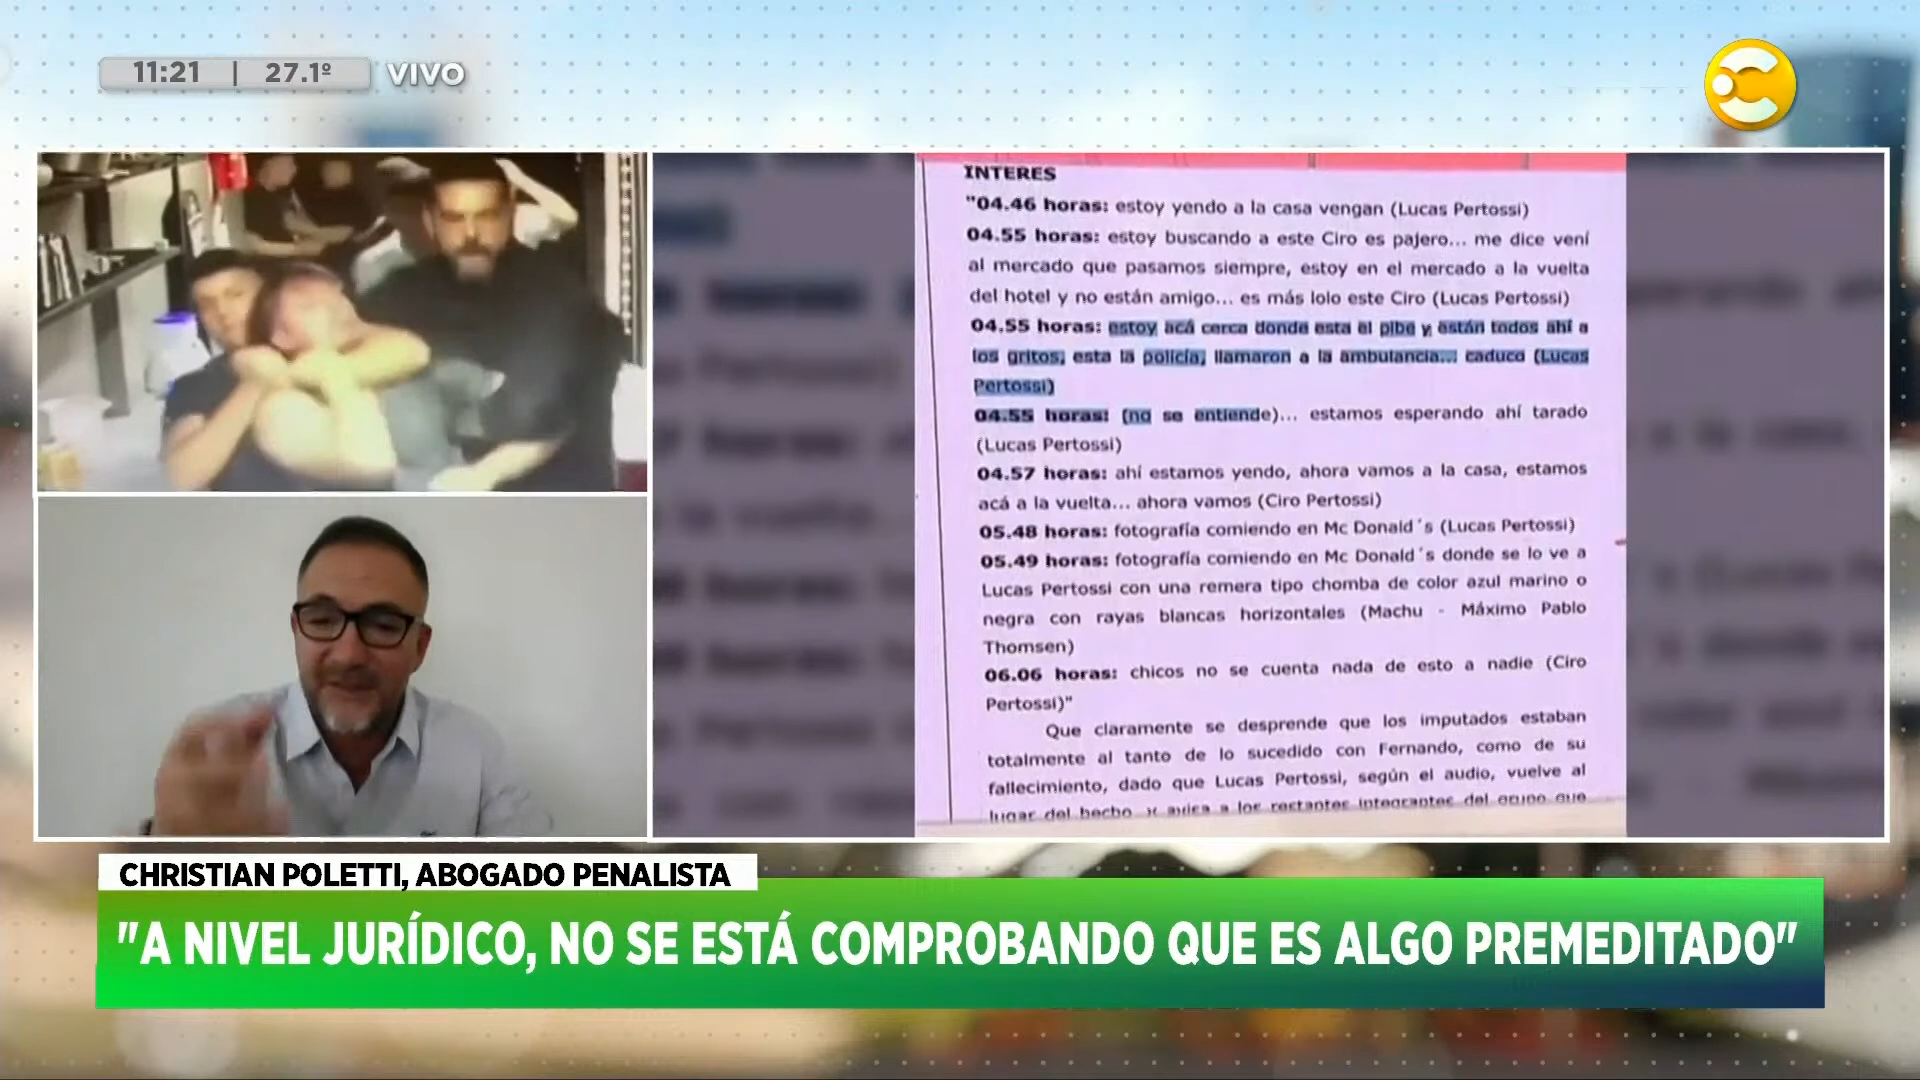 11:21 | 27.1º VIVO
INTERES
"04.46 horas: estoy yendo a la casa vengan (Lucas Pertossi)
04.55 horas: estoy buscando a este Ciro es pajero... me dice vení
al mercado que pasamos siempre, estoy en el mercado a la vuelta
del hotel y no están amigo... es más lolo este Ciro (Lucas Pertossi)
04.55 horas: estoy acá cerca donde esta el pibe y están todos ahí a
los gritos, esta la policía, llamaron a la ambulancia... caduco (Lucas
Pertossi)
04.55 horas: (no se entiende)... estamos esperando ahí tarado
(Lucas Pertossi)
04.57 horas: ahí estamos yendo, ahora vamos a la casa, estamos
acá a la vuelta... ahora vamos (Ciro Pertossi)
05.48 horas: fotografía comiendo en Mc Donald´s (Lucas Pertossi)
05.49 horas: fotografía comiendo en Mc Donald´s donde se lo ve a
Lucas Pertossi con una remera tipo chomba de color azul marino o
negra con rayas blancas horizontales (Machu - Máximo Pablo
Thomsen)
06.06 horas: chicos no se cuenta nada de esto a nadie (Ciro
Pertossi)"
Que claramente se desprende que los imputados estaban
totalmente al tanto de lo sucedido con Fernando, como de su
fallecimiento, dado que Lucas Pertossi, según el audio, vuelve al
lugar del hecho y avisa a los restantes integrantes del grupo que
CHRISTIAN POLETTI, ABOGADO PENALISTA
"A NIVEL JURÍDICO, NO SE ESTÁ COMPROBANDO QUE ES ALGO PREMEDITADO"